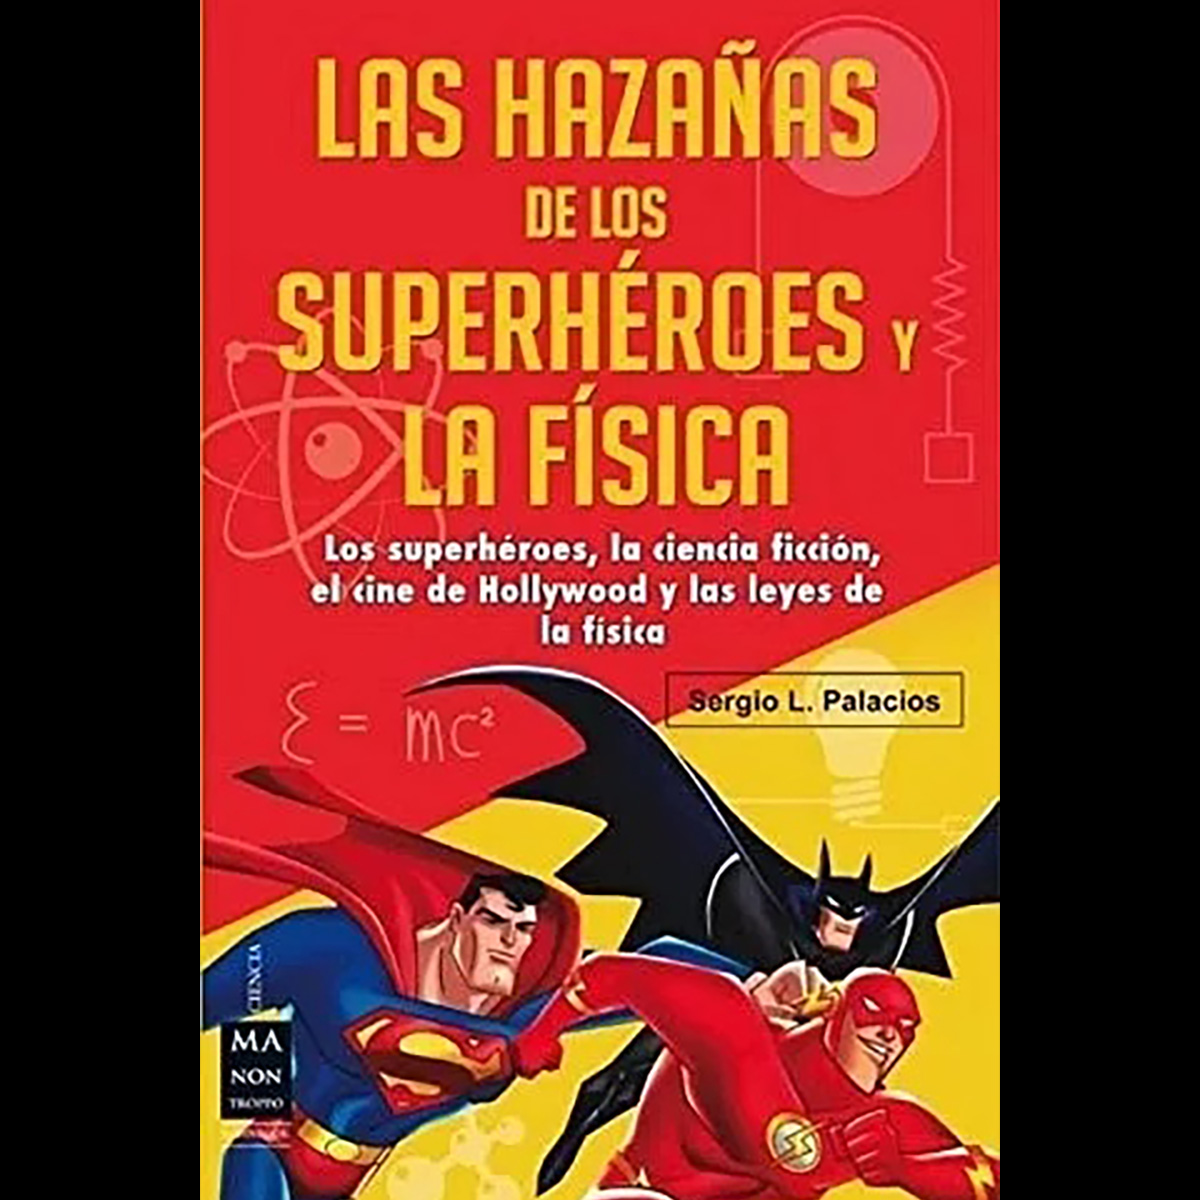 LAS HAZAÑAS
DE LOS
SUPERHÉROES Y
LA FÍSICA
Los superhéroes, la ciencia ficción,
el cine de Hollywood y las leyes de
la física
Sergio L. Palacios
ε = mc²
CIENCIA
MA
NON
TROPPO